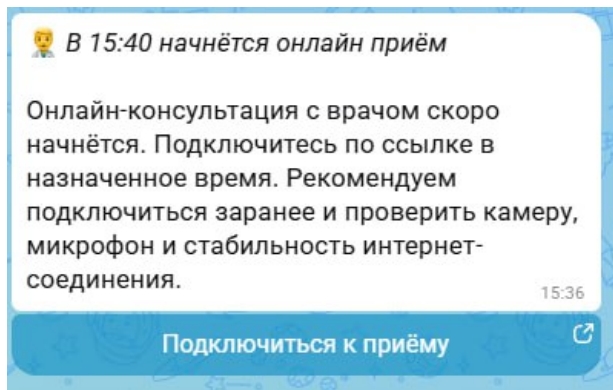 👨‍⚕️ В 15:40 начнётся онлайн приём
Онлайн-консультация с врачом скоро
начнётся. Подключитесь по ссылке в
назначенное время. Рекомендуем
подключиться заранее и проверить камеру,
микрофон и стабильность интернет-
соединения.
15:36
Подключиться к приёму